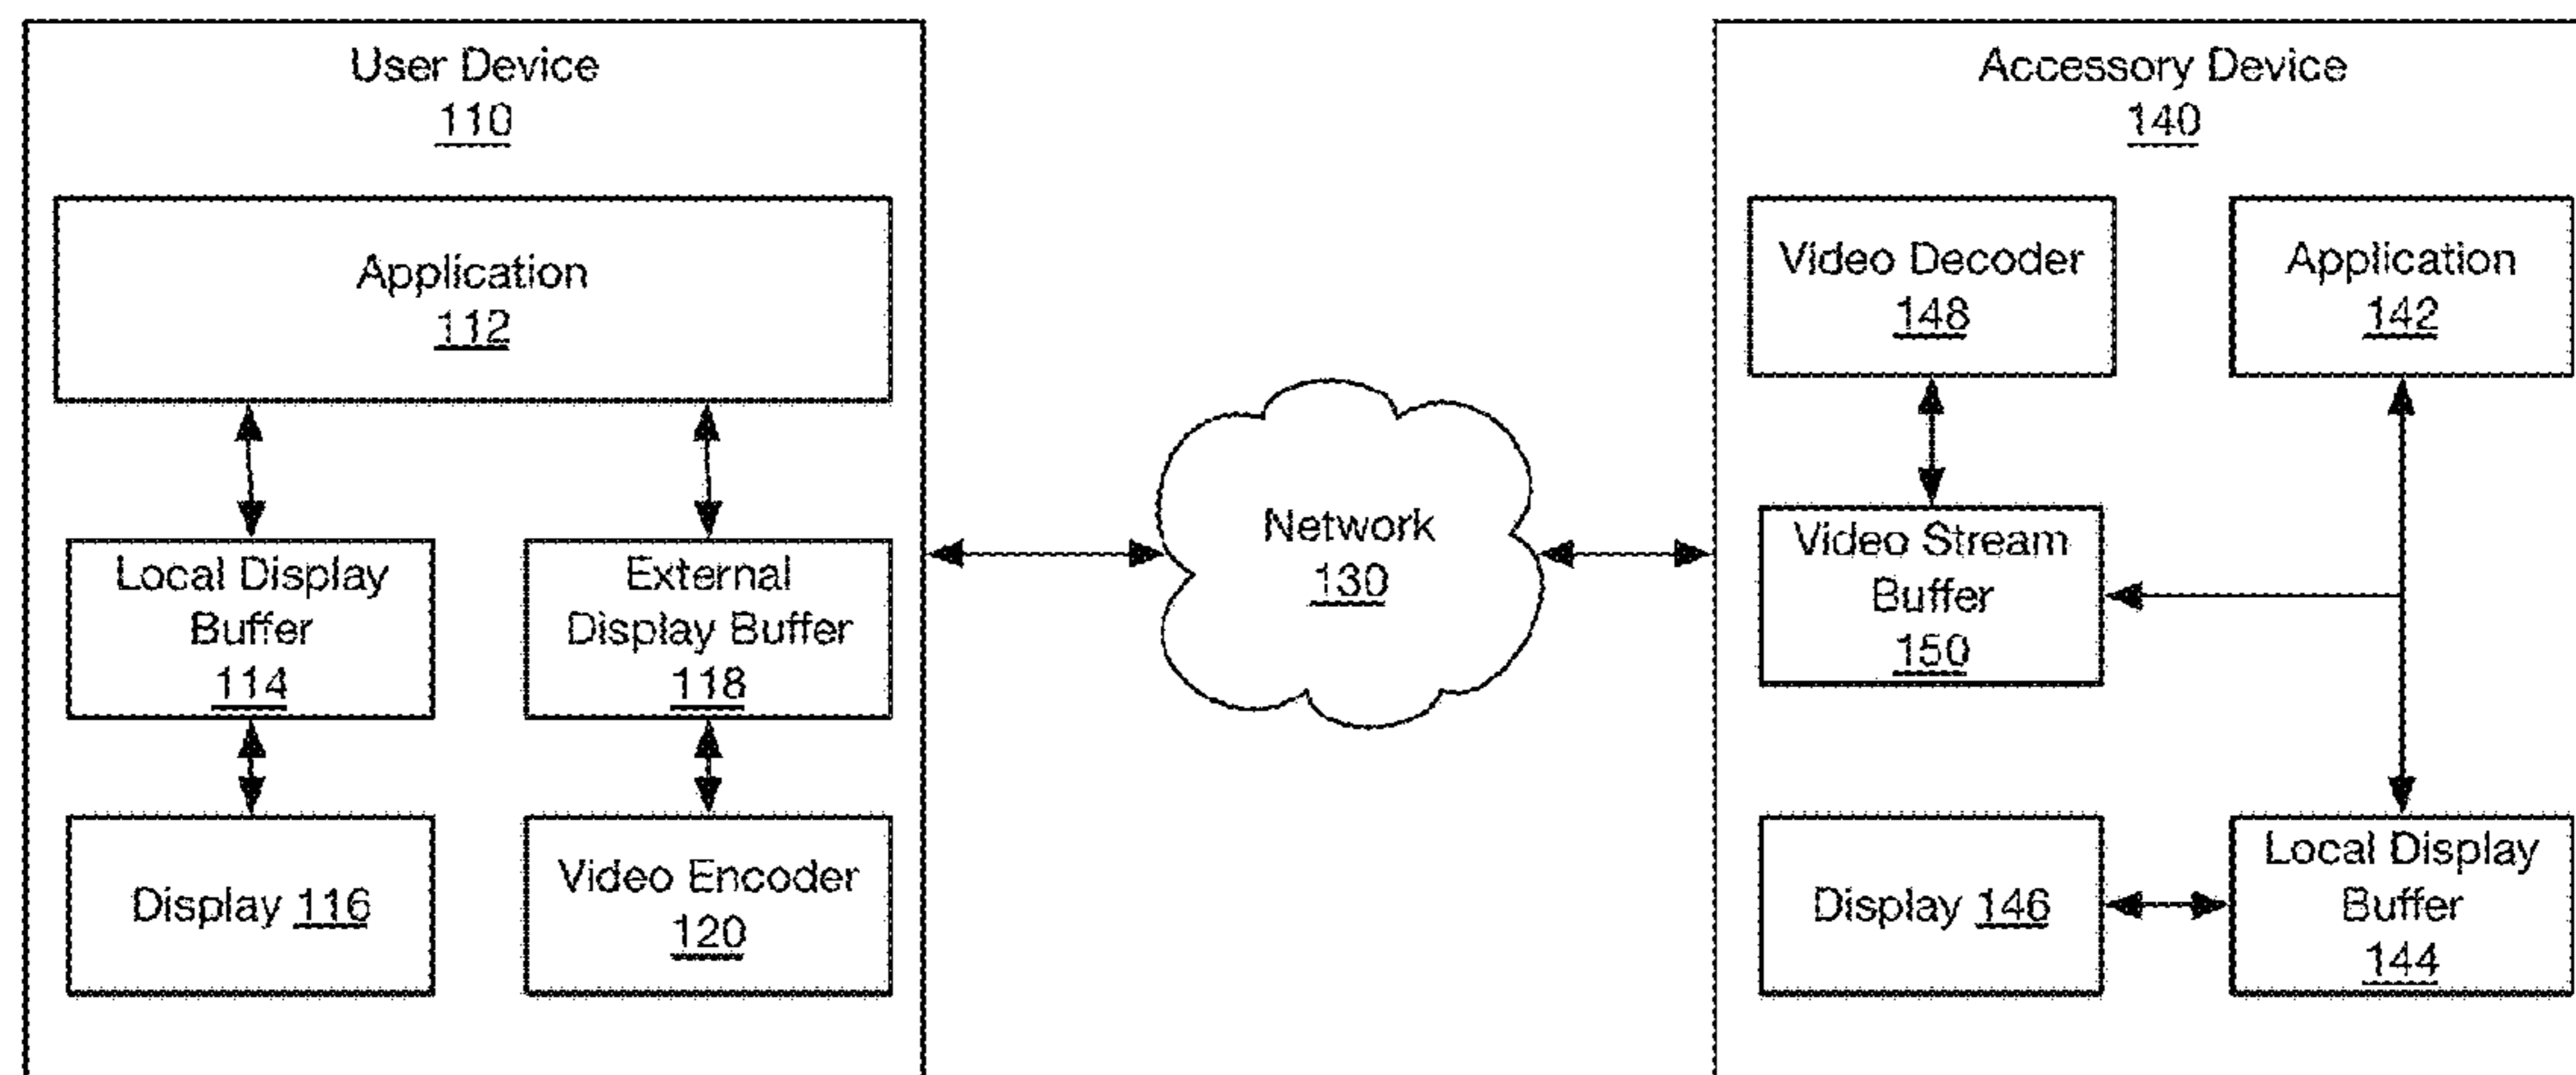 User Device
110
Application
112
Local Display
Buffer
114
External
Display Buffer
118
Display 116
Video Encoder
120
Network
130
Accessory Device
140
Video Decoder
148
Application
142
Video Stream
Buffer
150
Display 146
Local Display
Buffer
144